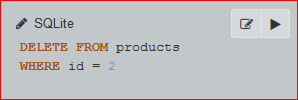 SQLite
DELETE FROM products
WHERE id = 2